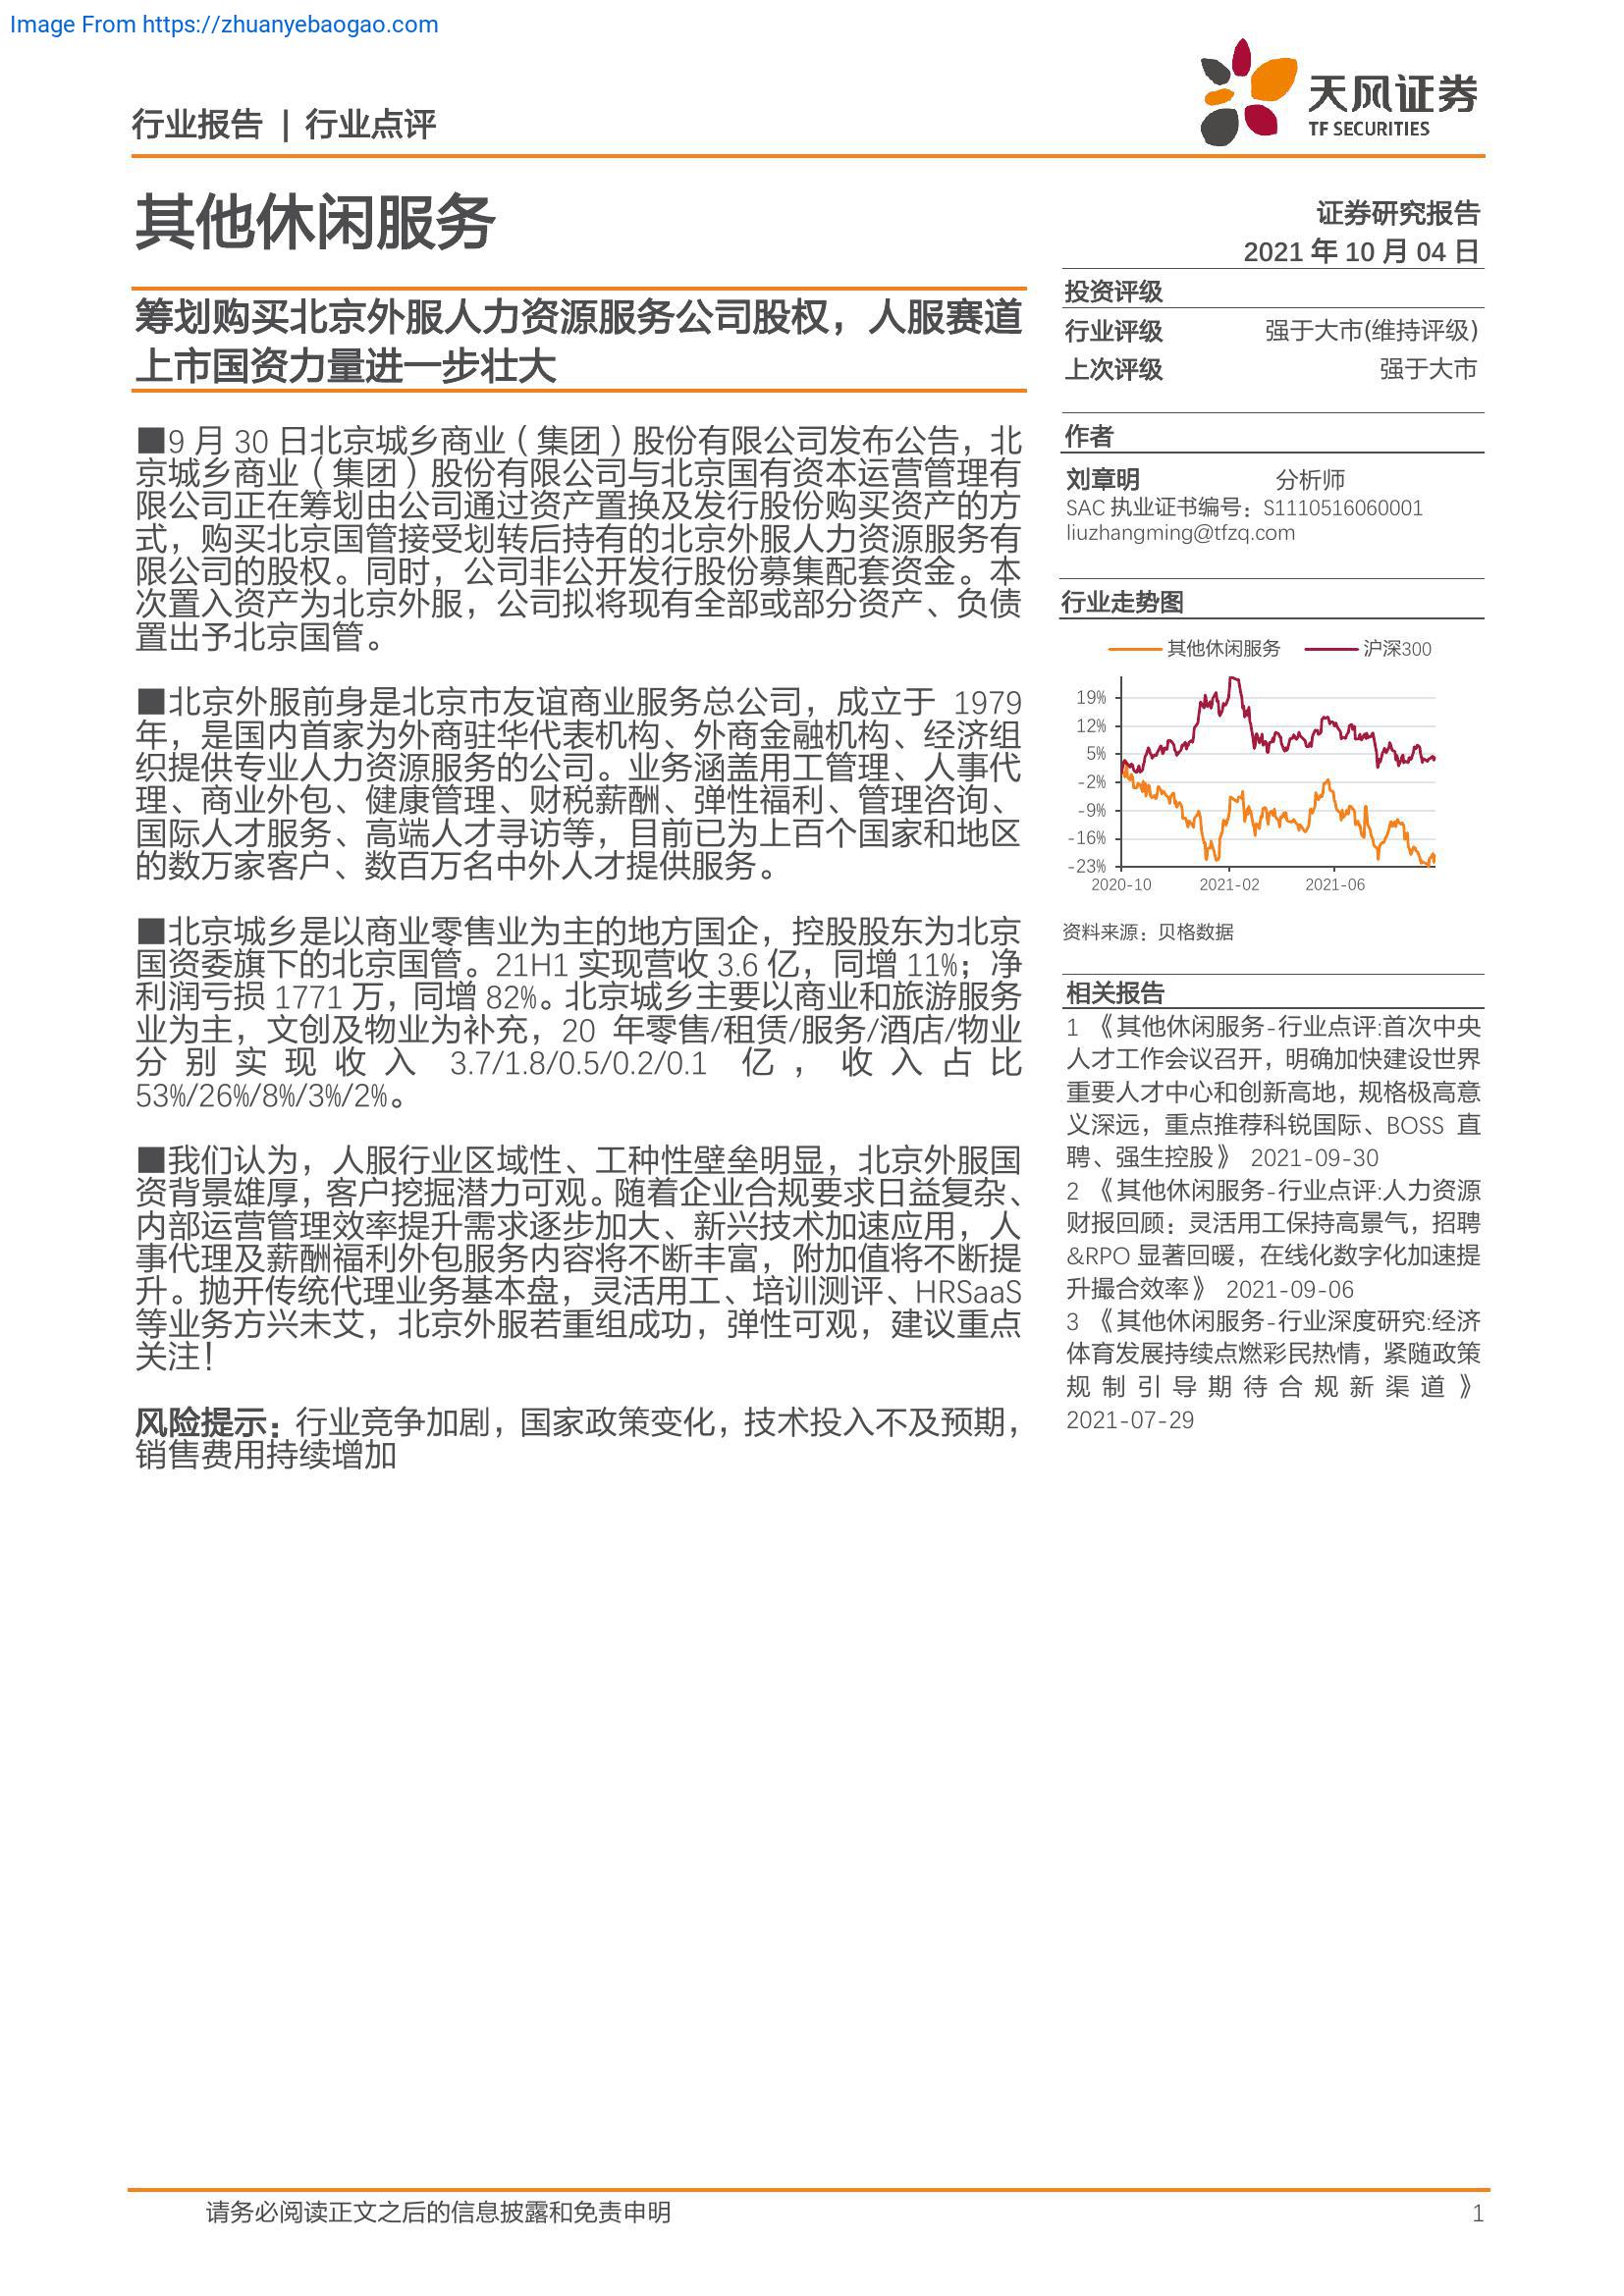 Image From https://zhuanyebaogao.com
行业报告 | 行业点评
天风证券
TF SECURITIES
其他休闲服务
筹划购买北京外服人力资源服务公司股权，人服赛道
上市国资力量进一步壮大
■9 月 30 日北京城乡商业（集团）股份有限公司发布公告，北
京城乡商业（集团）股份有限公司与北京国有资本运营管理有
限公司正在筹划由公司通过资产置换及发行股份购买资产的方
式，购买北京国管接受划转后持有的北京外服人力资源服务有
限公司的股权。同时，公司非公开发行股份募集配套资金。本
次置入资产为北京外服，公司拟将现有全部或部分资产、负债
置出予北京国管。
■北京外服前身是北京市友谊商业服务总公司，成立于 1979
年，是国内首家为外商驻华代表机构、外商金融机构、经济组
织提供专业人力资源服务的公司。业务涵盖用工管理、人事代
理、商业外包、健康管理、财税薪酬、弹性福利、管理咨询、
国际人才服务、高端人才寻访等，目前已为上百个国家和地区
的数万家客户、数百万名中外人才提供服务。
■北京城乡是以商业零售业为主的地方国企，控股股东为北京
国资委旗下的北京国管。21H1 实现营收 3.6 亿，同增 11%；净
利润亏损 1771 万，同增 82%。北京城乡主要以商业和旅游服务
业为主，文创及物业为补充，20 年零售/租赁/服务/酒店/物业
分别实现收入 3.7/1.8/0.5/0.2/0.1 亿，收入占比
53%/26%/8%/3%/2%。
■我们认为，人服行业区域性、工种性壁垒明显，北京外服国
资背景雄厚，客户挖掘潜力可观。随着企业合规要求日益复杂、
内部运营管理效率提升需求逐步加大、新兴技术加速应用，人
事代理及薪酬福利外包服务内容将不断丰富，附加值将不断提
升。抛开传统代理业务基本盘，灵活用工、培训测评、HRSaaS
等业务方兴未艾，北京外服若重组成功，弹性可观，建议重点
关注！
风险提示：行业竞争加剧，国家政策变化，技术投入不及预期，
销售费用持续增加
证券研究报告
2021 年 10 月 04 日
投资评级
行业评级 强于大市(维持评级)
上次评级 强于大市
作者
刘章明 分析师
SAC 执业证书编号：S1110516060001
liuzhangming@tfzq.com
行业走势图
其他休闲服务 沪深300
19%
12%
5%
-2%
-9%
-16%
-23%
2020-10 2021-02 2021-06
资料来源：贝格数据
相关报告
1 《其他休闲服务-行业点评:首次中央
人才工作会议召开，明确加快建设世界
重要人才中心和创新高地，规格极高意
义深远，重点推荐科锐国际、BOSS 直
聘、强生控股》 2021-09-30
2 《其他休闲服务-行业点评:人力资源
财报回顾：灵活用工保持高景气，招聘
&RPO 显著回暖，在线化数字化加速提
升撮合效率》 2021-09-06
3 《其他休闲服务-行业深度研究:经济
体育发展持续点燃彩民热情，紧随政策
规制引导期待合规新渠道》
2021-07-29
请务必阅读正文之后的信息披露和免责申明 1